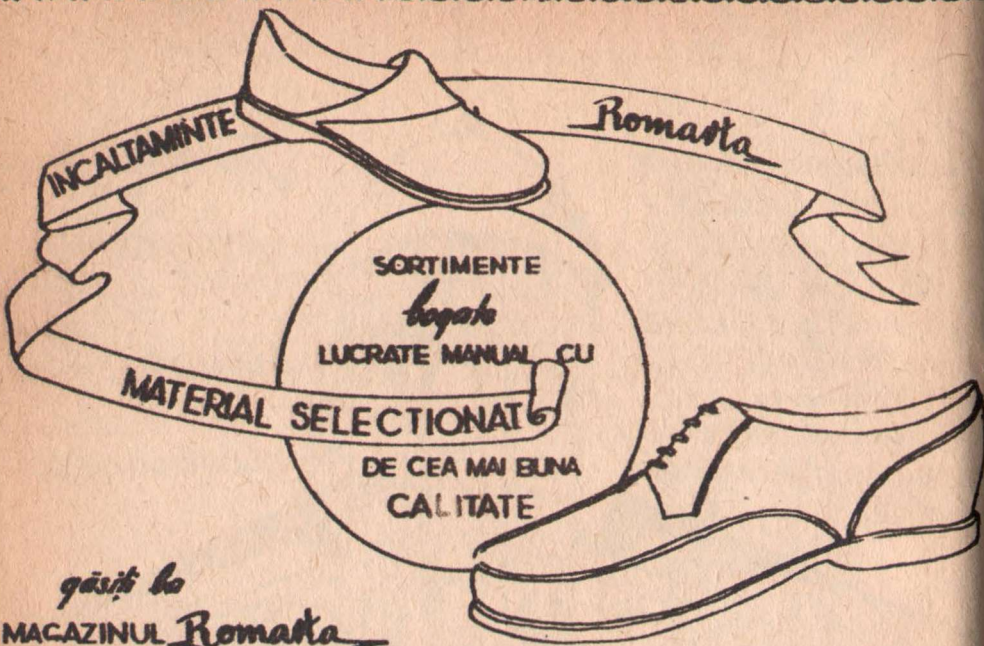 INCALTAMINTE Romarta
SORTIMENTE
bogate
LUCRATE MANUAL CU
MATERIAL SELECTIONAT
DE CEA MAI BUNA
CALITATE
găsiți la
MAGAZINUL Romarta